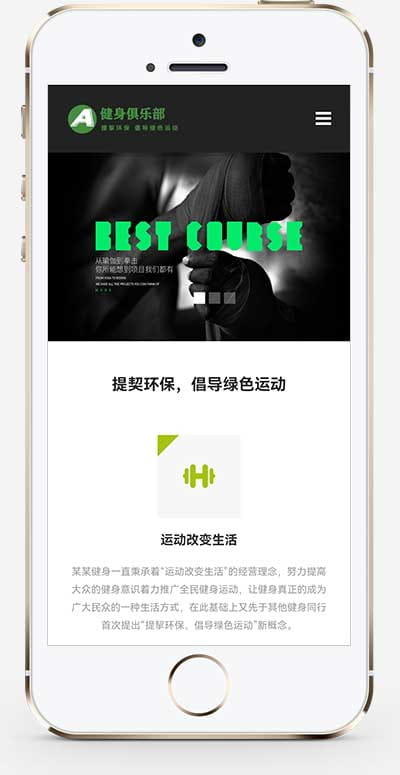 A 健身俱乐部
提挈环保 倡导绿色运动
BEST COURSE
从瑜伽到拳击
你所能想到项目我们都有
FROM YOGA TO BOXING
WE HAVE ALL THE PROJECTS YOU CAN THINK OF
MORE
提契环保，倡导绿色运动
运动改变生活
某某健身一直秉承着“运动改变生活”的经营理念，努力提高
大众的健身意识着力推广全民健身运动，让健身真正的成为
广大民众的一种生活方式，在此基础上又先于其他健身同行
首次提出“提挈环保、倡导绿色运动”新概念。